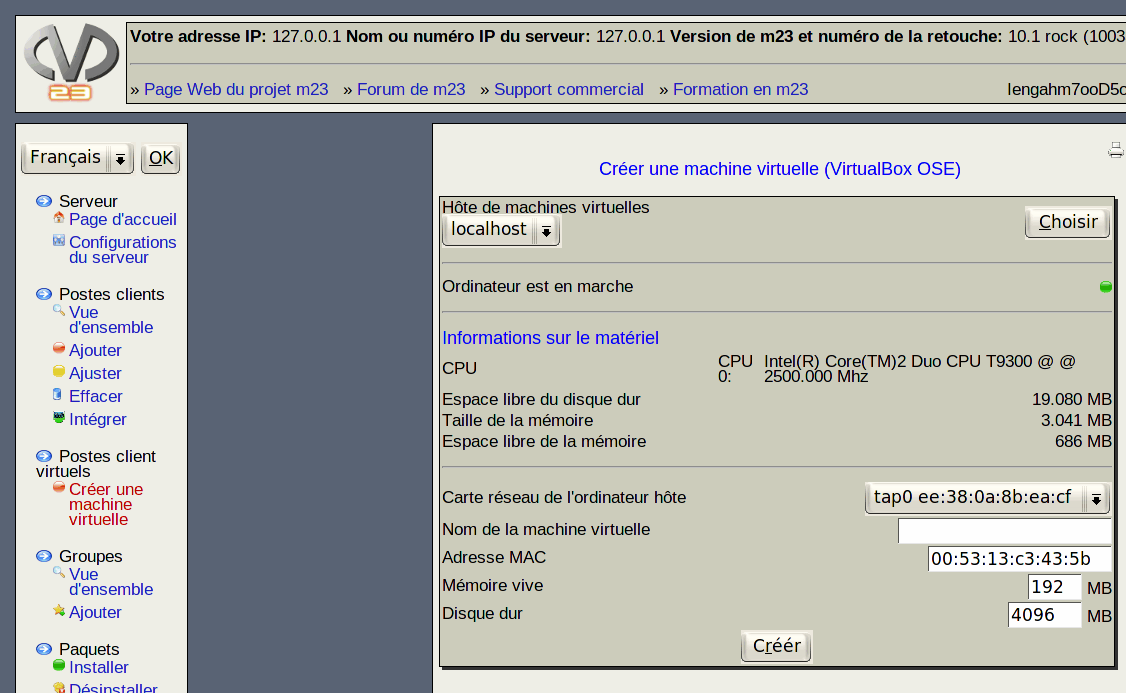 Votre adresse IP: 127.0.0.1 Nom ou numéro IP du serveur: 127.0.0.1 Version de m23 et numéro de la retouche: 10.1 rock (1003
» Page Web du projet m23 » Forum de m23 » Support commercial » Formation en m23
23
Français OK
Serveur
Page d'accueil
Configurations
du serveur
Postes clients
Vue
d'ensemble
Ajouter
Ajuster
Effacer
Intégrer
Postes client
virtuels
Créer une
machine
virtuelle
Groupes
Vue
d'ensemble
Ajouter
Paquets
Installer
Désinstaller
Créer une machine virtuelle (VirtualBox OSE)
Hôte de machines virtuelles
localhost Choisir
Ordinateur est en marche
Informations sur le matériel
CPU CPU 0: Intel(R) Core(TM)2 Duo CPU T9300 @ @
2500.000 Mhz
Espace libre du disque dur 19.080 MB
Taille de la mémoire 3.041 MB
Espace libre de la mémoire 686 MB
Carte réseau de l'ordinateur hôte tap0 ee:38:0a:8b:ea:cf
Nom de la machine virtuelle
Adresse MAC 00:53:13:c3:43:5b
Mémoire vive 192 MB
Disque dur 4096 MB
Créér